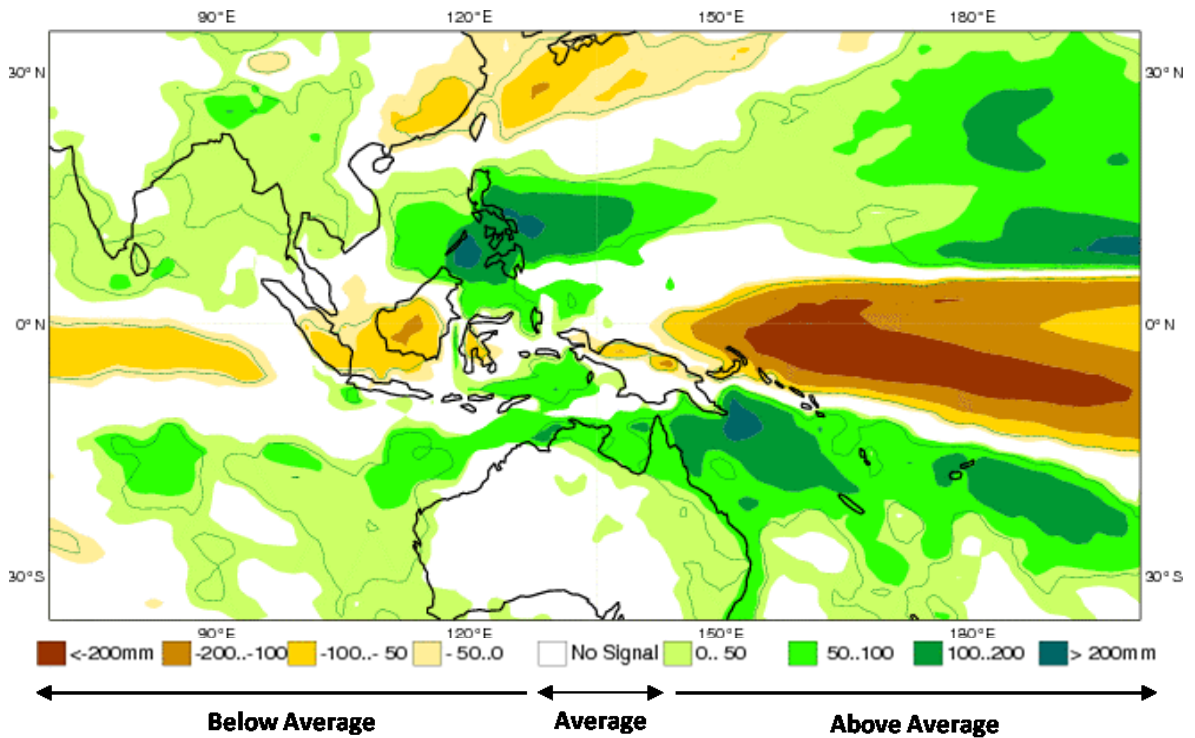 90°E 120°E 150°E 180°E
30°N 30°N
0°N 0°N
30°S 30°S
90°E 120°E 150°E 180°E
<-200mm -200..-100 -100..- 50 - 50..0 No Signal 0.. 50 50..100 100..200 > 200mm
Below Average Average Above Average